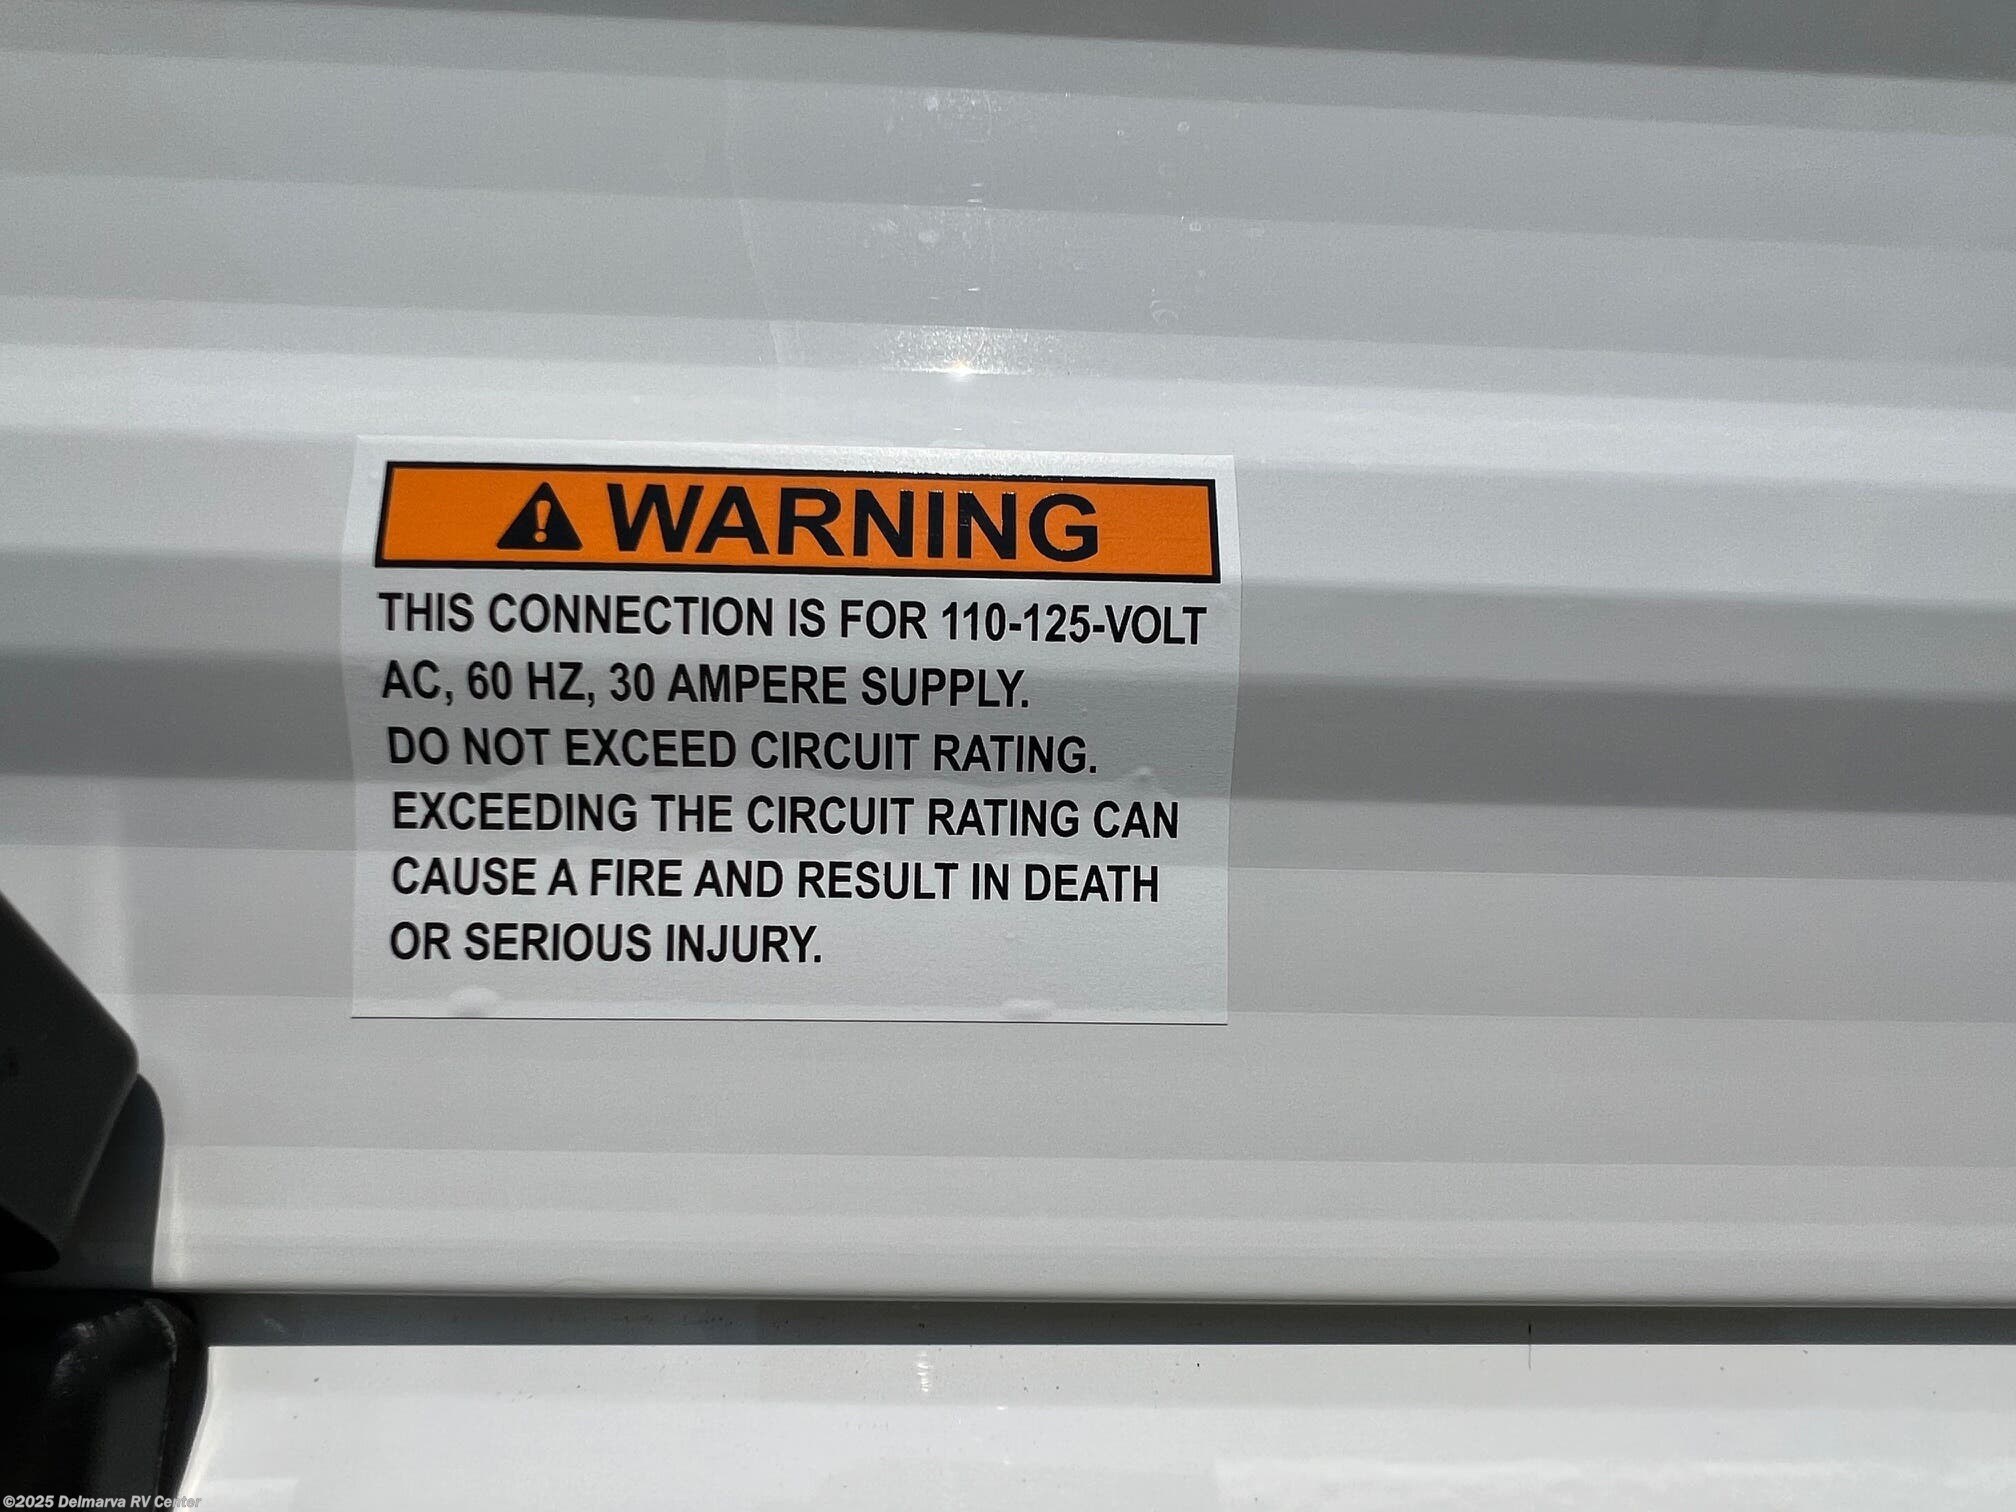 WARNING
THIS CONNECTION IS FOR 110-125-VOLT
AC, 60 HZ, 30 AMPERE SUPPLY.
DO NOT EXCEED CIRCUIT RATING.
EXCEEDING THE CIRCUIT RATING CAN
CAUSE A FIRE AND RESULT IN DEATH
OR SERIOUS INJURY.
©2025 Delmarva RV Center